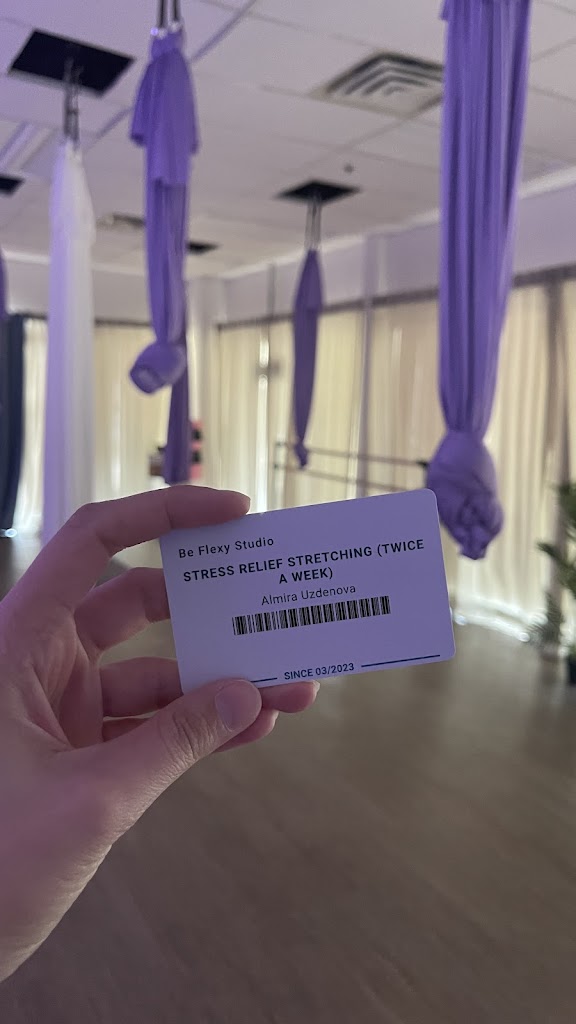 Be Flexy Studio
STRESS RELIEF STRETCHING (TWICE
A WEEK)
Almira Uzdenova
SINCE 03/2023